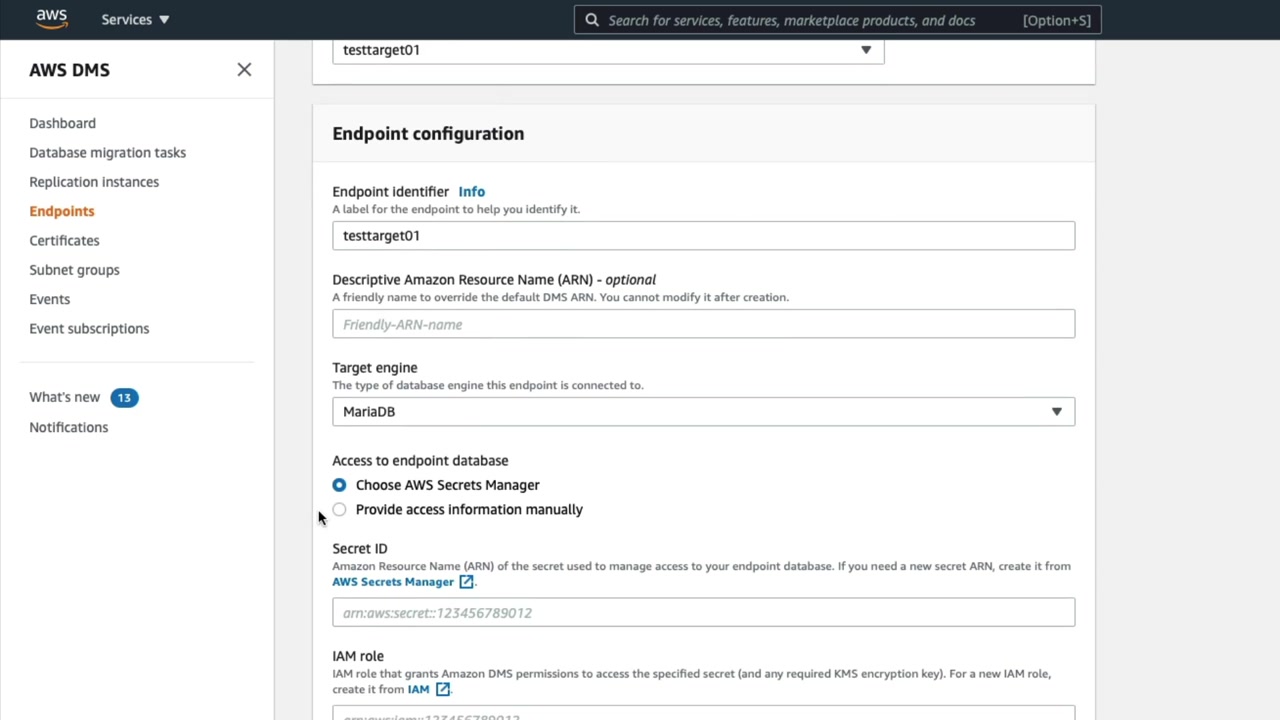 aws
Services
Search for services, features, marketplace products, and docs
[Option+S]
AWS DMS
Dashboard
Database migration tasks
Replication instances
Endpoints
Certificates
Subnet groups
Events
Event subscriptions
What's new 13
Notifications
testtarget01
Endpoint configuration
Endpoint identifier Info
A label for the endpoint to help you identify it.
testtarget01
Descriptive Amazon Resource Name (ARN) - optional
A friendly name to override the default DMS ARN. You cannot modify it after creation.
Friendly-ARN-name
Target engine
The type of database engine this endpoint is connected to.
MariaDB
Access to endpoint database
Choose AWS Secrets Manager
Provide access information manually
Secret ID
Amazon Resource Name (ARN) of the secret used to manage access to your endpoint database. If you need a new secret ARN, create it from
AWS Secrets Manager.
arn:aws:secret::123456789012
IAM role
IAM role that grants Amazon DMS permissions to access the specified secret (and any required KMS encryption key). For a new IAM role,
create it from IAM.
arn:aws:iam::123456789012